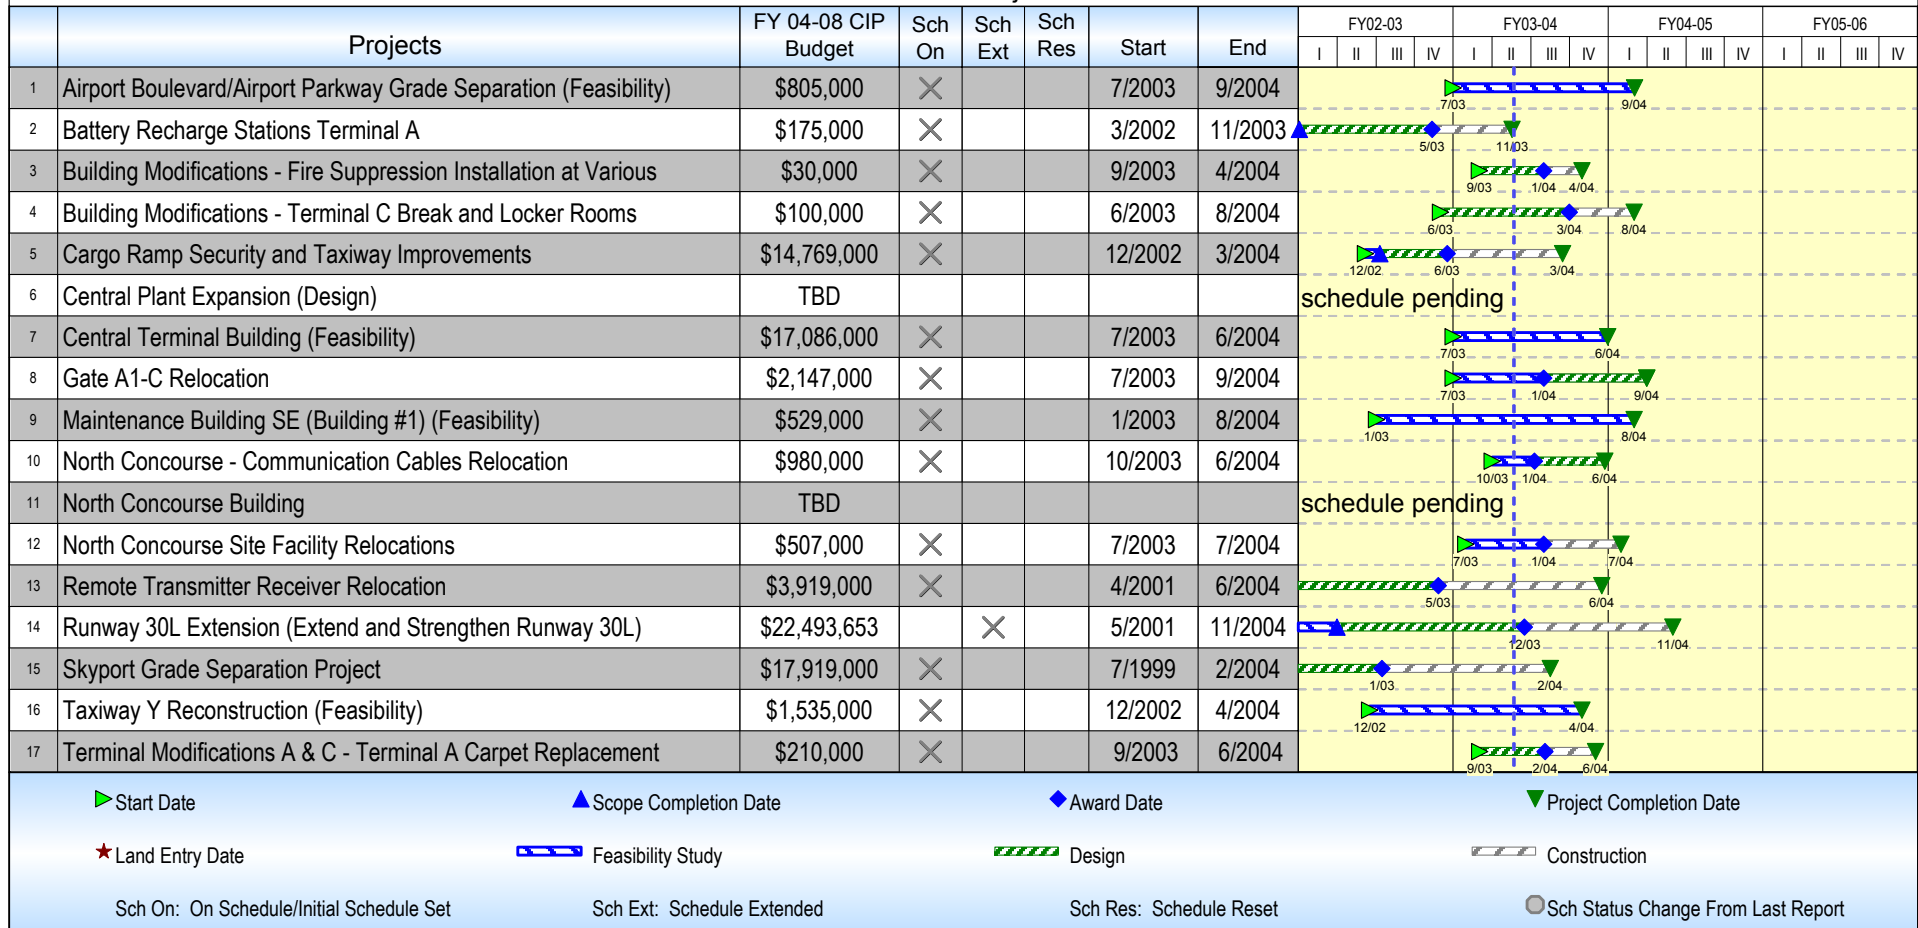 FY 04-08 CIP Sch Sch Sch FY02-03 FY03-04 FY04-05 FY05-06
Projects Budget On Ext Res Start End I II III IV I II III IV I II III IV I II III IV
1 Airport Boulevard/Airport Parkway Grade Separation (Feasibility) $805,000 7/2003 9/2004
7/03 9/04
2 Battery Recharge Stations Terminal A $175,000 3/2002 11/2003
5/03 11/03
3 Building Modifications - Fire Suppression Installation at Various $30,000 9/2003 4/2004
9/03 1/04 4/04
4 Building Modifications - Terminal C Break and Locker Rooms $100,000 6/2003 8/2004
6/03 3/04 8/04
5 Cargo Ramp Security and Taxiway Improvements $14,769,000 12/2002 3/2004
12/02 6/03 3/04
6 Central Plant Expansion (Design) TBD schedule pending
7 Central Terminal Building (Feasibility) $17,086,000 7/2003 6/2004
7/03 6/04
8 Gate A1-C Relocation $2,147,000 7/2003 9/2004
7/03 1/04 9/04
9 Maintenance Building SE (Building #1) (Feasibility) $529,000 1/2003 8/2004
1/03 8/04
10 North Concourse - Communication Cables Relocation $980,000 10/2003 6/2004
10/03 1/04 6/04
11 North Concourse Building TBD schedule pending
12 North Concourse Site Facility Relocations $507,000 7/2003 7/2004
7/03 1/04 7/04
13 Remote Transmitter Receiver Relocation $3,919,000 4/2001 6/2004
5/03 6/04
14 Runway 30L Extension (Extend and Strengthen Runway 30L) $22,493,653 5/2001 11/2004
12/03 11/04
15 Skyport Grade Separation Project $17,919,000 7/1999 2/2004
1/03 2/04
16 Taxiway Y Reconstruction (Feasibility) $1,535,000 12/2002 4/2004
12/02 4/04
17 Terminal Modifications A & C - Terminal A Carpet Replacement $210,000 9/2003 6/2004
9/03 2/04 6/04
Start Date Scope Completion Date Award Date Project Completion Date
Land Entry Date Feasibility Study Design Construction
Sch On: On Schedule/Initial Schedule Set Sch Ext: Schedule Extended Sch Res: Schedule Reset Sch Status Change From Last Report